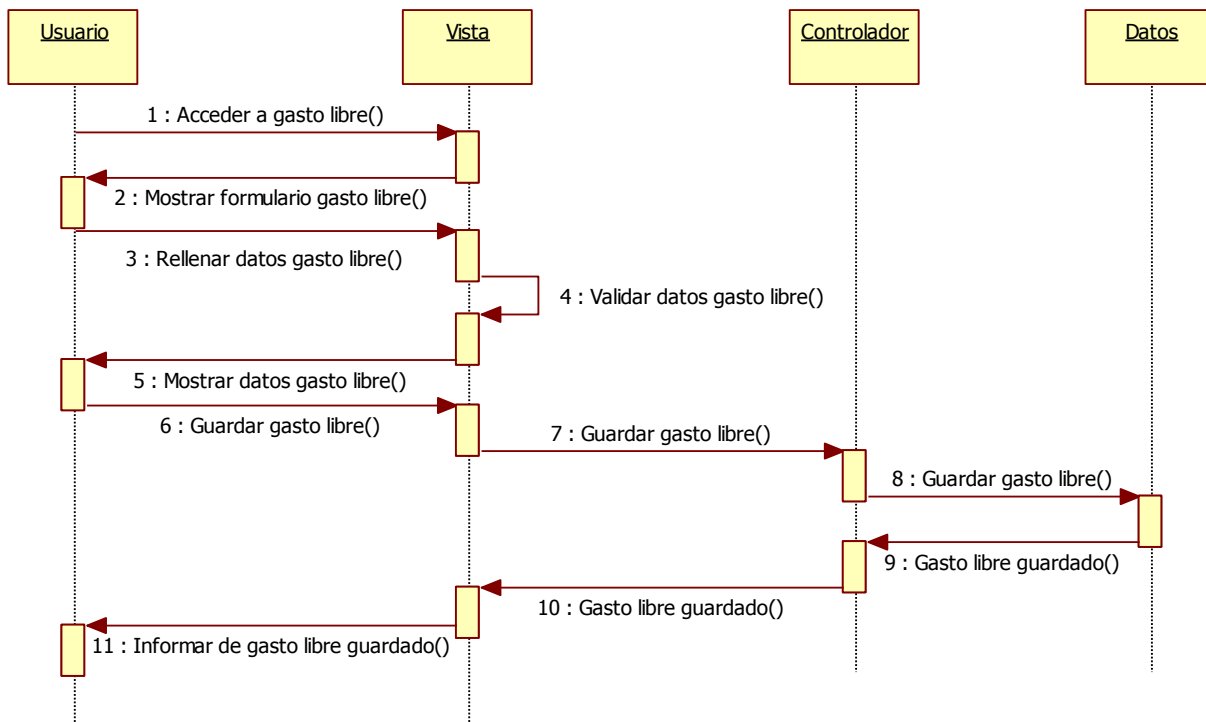 Usuario
Vista
Controlador
Datos
1 : Acceder a gasto libre()
2 : Mostrar formulario gasto libre()
3 : Rellenar datos gasto libre()
4 : Validar datos gasto libre()
5 : Mostrar datos gasto libre()
6 : Guardar gasto libre()
7 : Guardar gasto libre()
8 : Guardar gasto libre()
9 : Gasto libre guardado()
10 : Gasto libre guardado()
11 : Informar de gasto libre guardado()